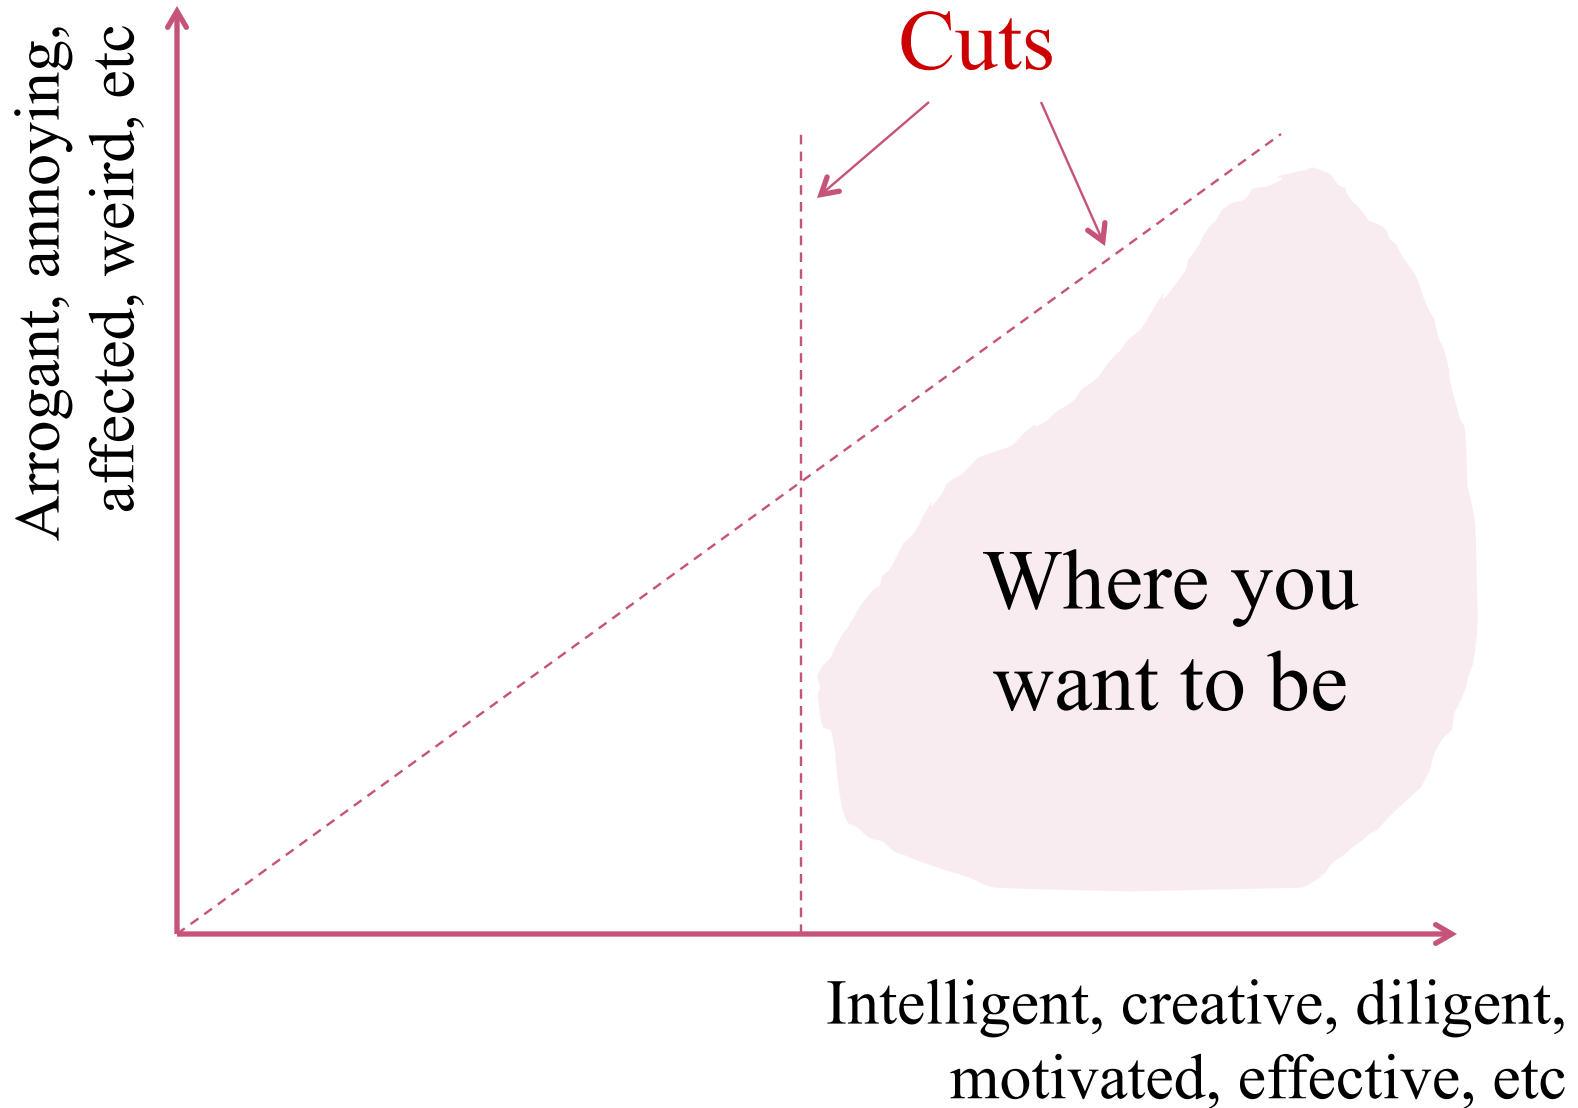 Arrogant, annoying,
affected, weird, etc
Cuts
Where you
want to be
Intelligent, creative, diligent,
motivated, effective, etc